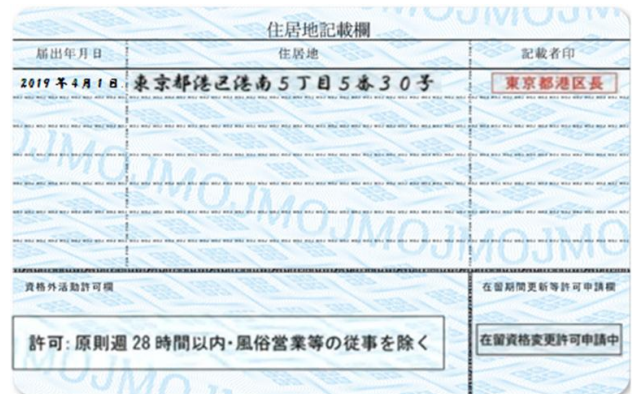 住居地記載欄
届出年月日 住居地 記載者印
2019年4月1日 東京都港区港南5丁目5番30号 東京都港区長
MOJMOJMOJMOJMOJMO
資格外活動許可欄 在留期間更新等許可申請欄
許可:原則週28時間以内・風俗営業等の従事を除く 在留資格変更許可申請中